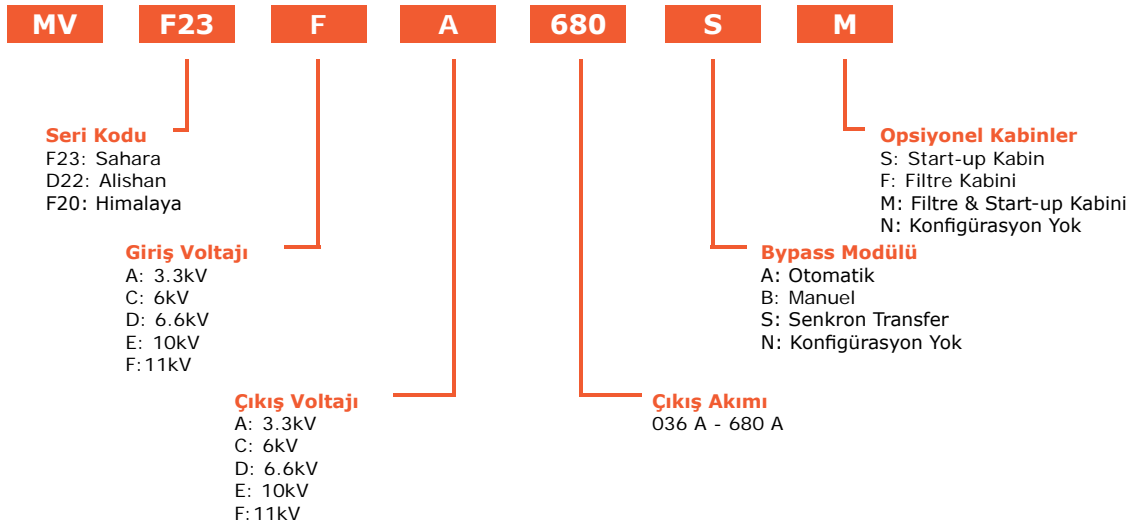 MV F23 F A 680 S M
Seri Kodu
F23: Sahara
D22: Alishan
F20: Himalaya
Opsiyonel Kabinler
S: Start-up Kabin
F: Filtre Kabini
M: Filtre & Start-up Kabini
N: Konfigürasyon Yok
Giriş Voltajı
A: 3.3kV
C: 6kV
D: 6.6kV
E: 10kV
F:11kV
Bypass Modülü
A: Otomatik
B: Manuel
S: Senkron Transfer
N: Konfigürasyon Yok
Çıkış Voltajı
A: 3.3kV
C: 6kV
D: 6.6kV
E: 10kV
F:11kV
Çıkış Akımı
036 A - 680 A